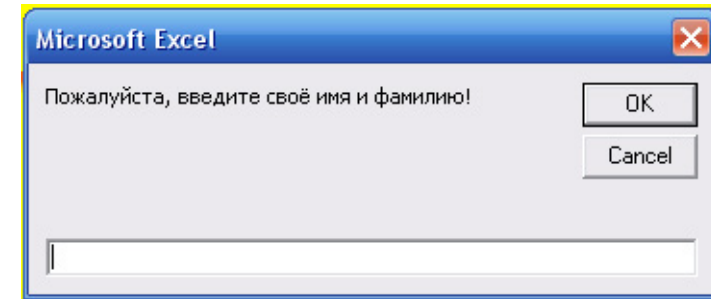 Microsoft Excel
Пожалуйста, введите своё имя и фамилию!
OK
Cancel